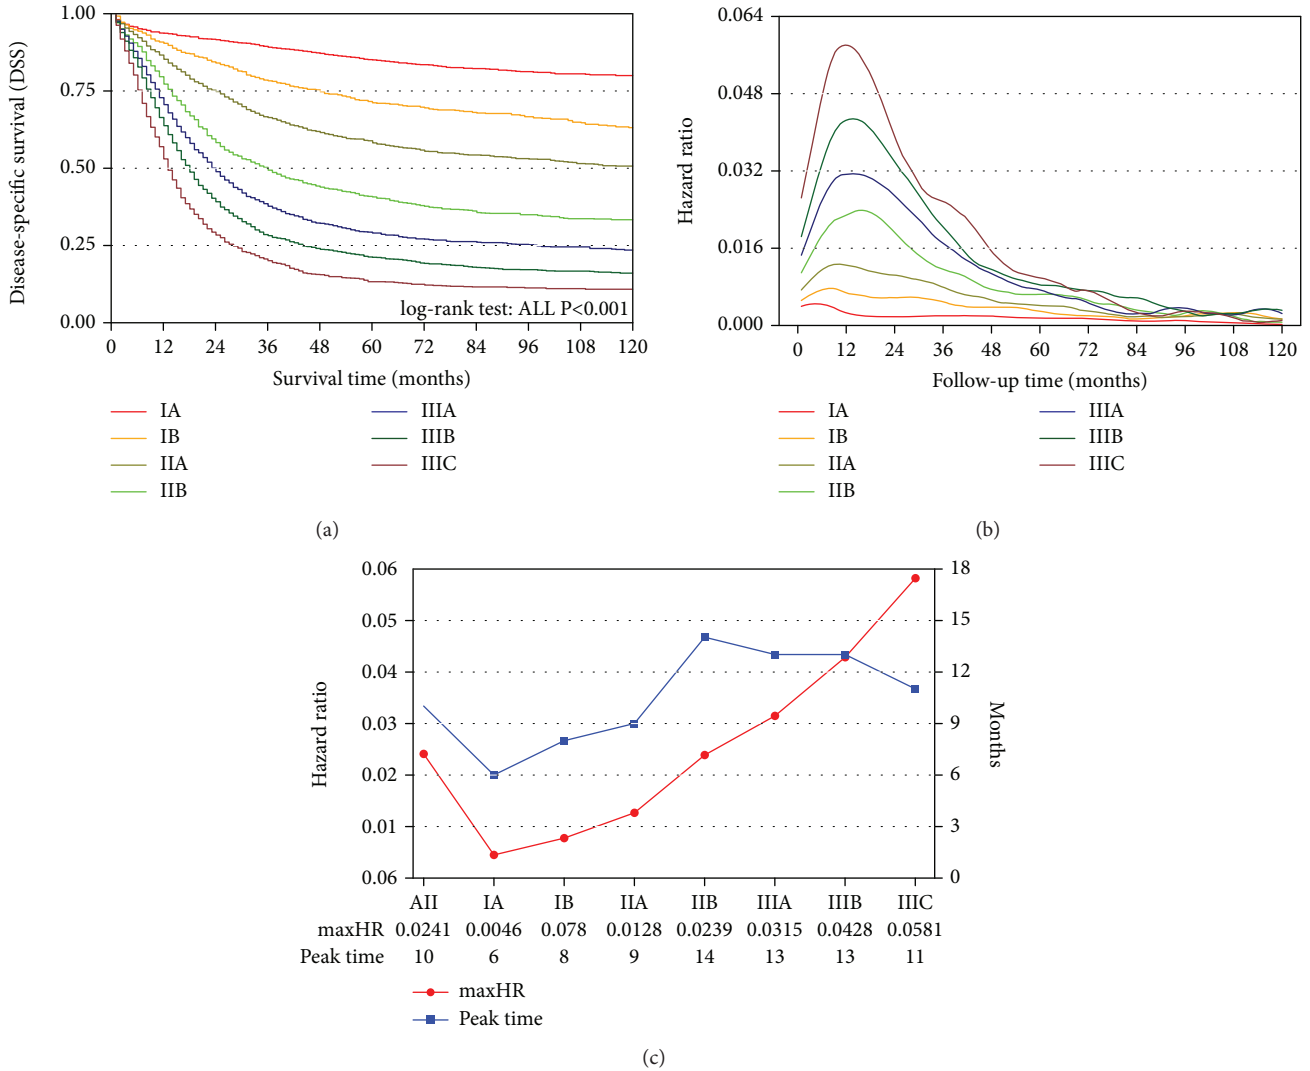 1.00
0.75
0.50
0.25
0.00
Disease-specific survival (DSS)
log-rank test: ALL P<0.001
0 12 24 36 48 60 72 84 96 108 120
Survival time (months)
IA
IB
IIA
IIB
IIIA
IIIB
IIIC
(a)
0.064
0.048
0.032
0.016
0.000
Hazard ratio
0 12 24 36 48 60 72 84 96 108 120
Follow-up time (months)
IA
IB
IIA
IIB
IIIA
IIIB
IIIC
(b)
0.06
0.05
0.04
0.03
0.02
0.01
0.06
Hazard ratio
18
15
12
9
6
3
0
Months
AII IA IB IIA IIB IIIA IIIB IIIC
maxHR 0.0241 0.0046 0.078 0.0128 0.0239 0.0315 0.0428 0.0581
Peak time 10 6 8 9 14 13 13 11
maxHR
Peak time
(c)